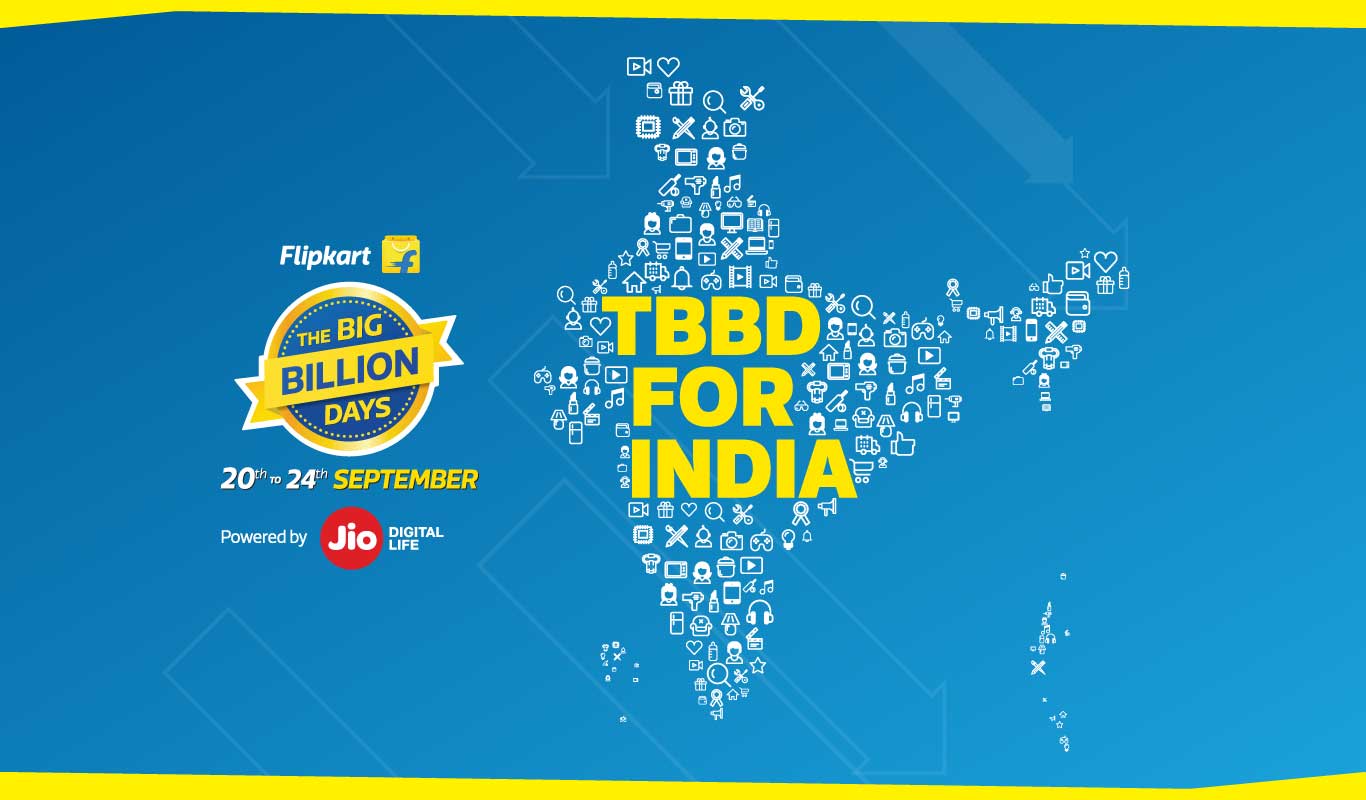 Flipkart
THE BIG
BILLION
DAYS
20th TO 24th SEPTEMBER
Powered by Jio DIGITAL
LIFE
TBBD
FOR
INDIA